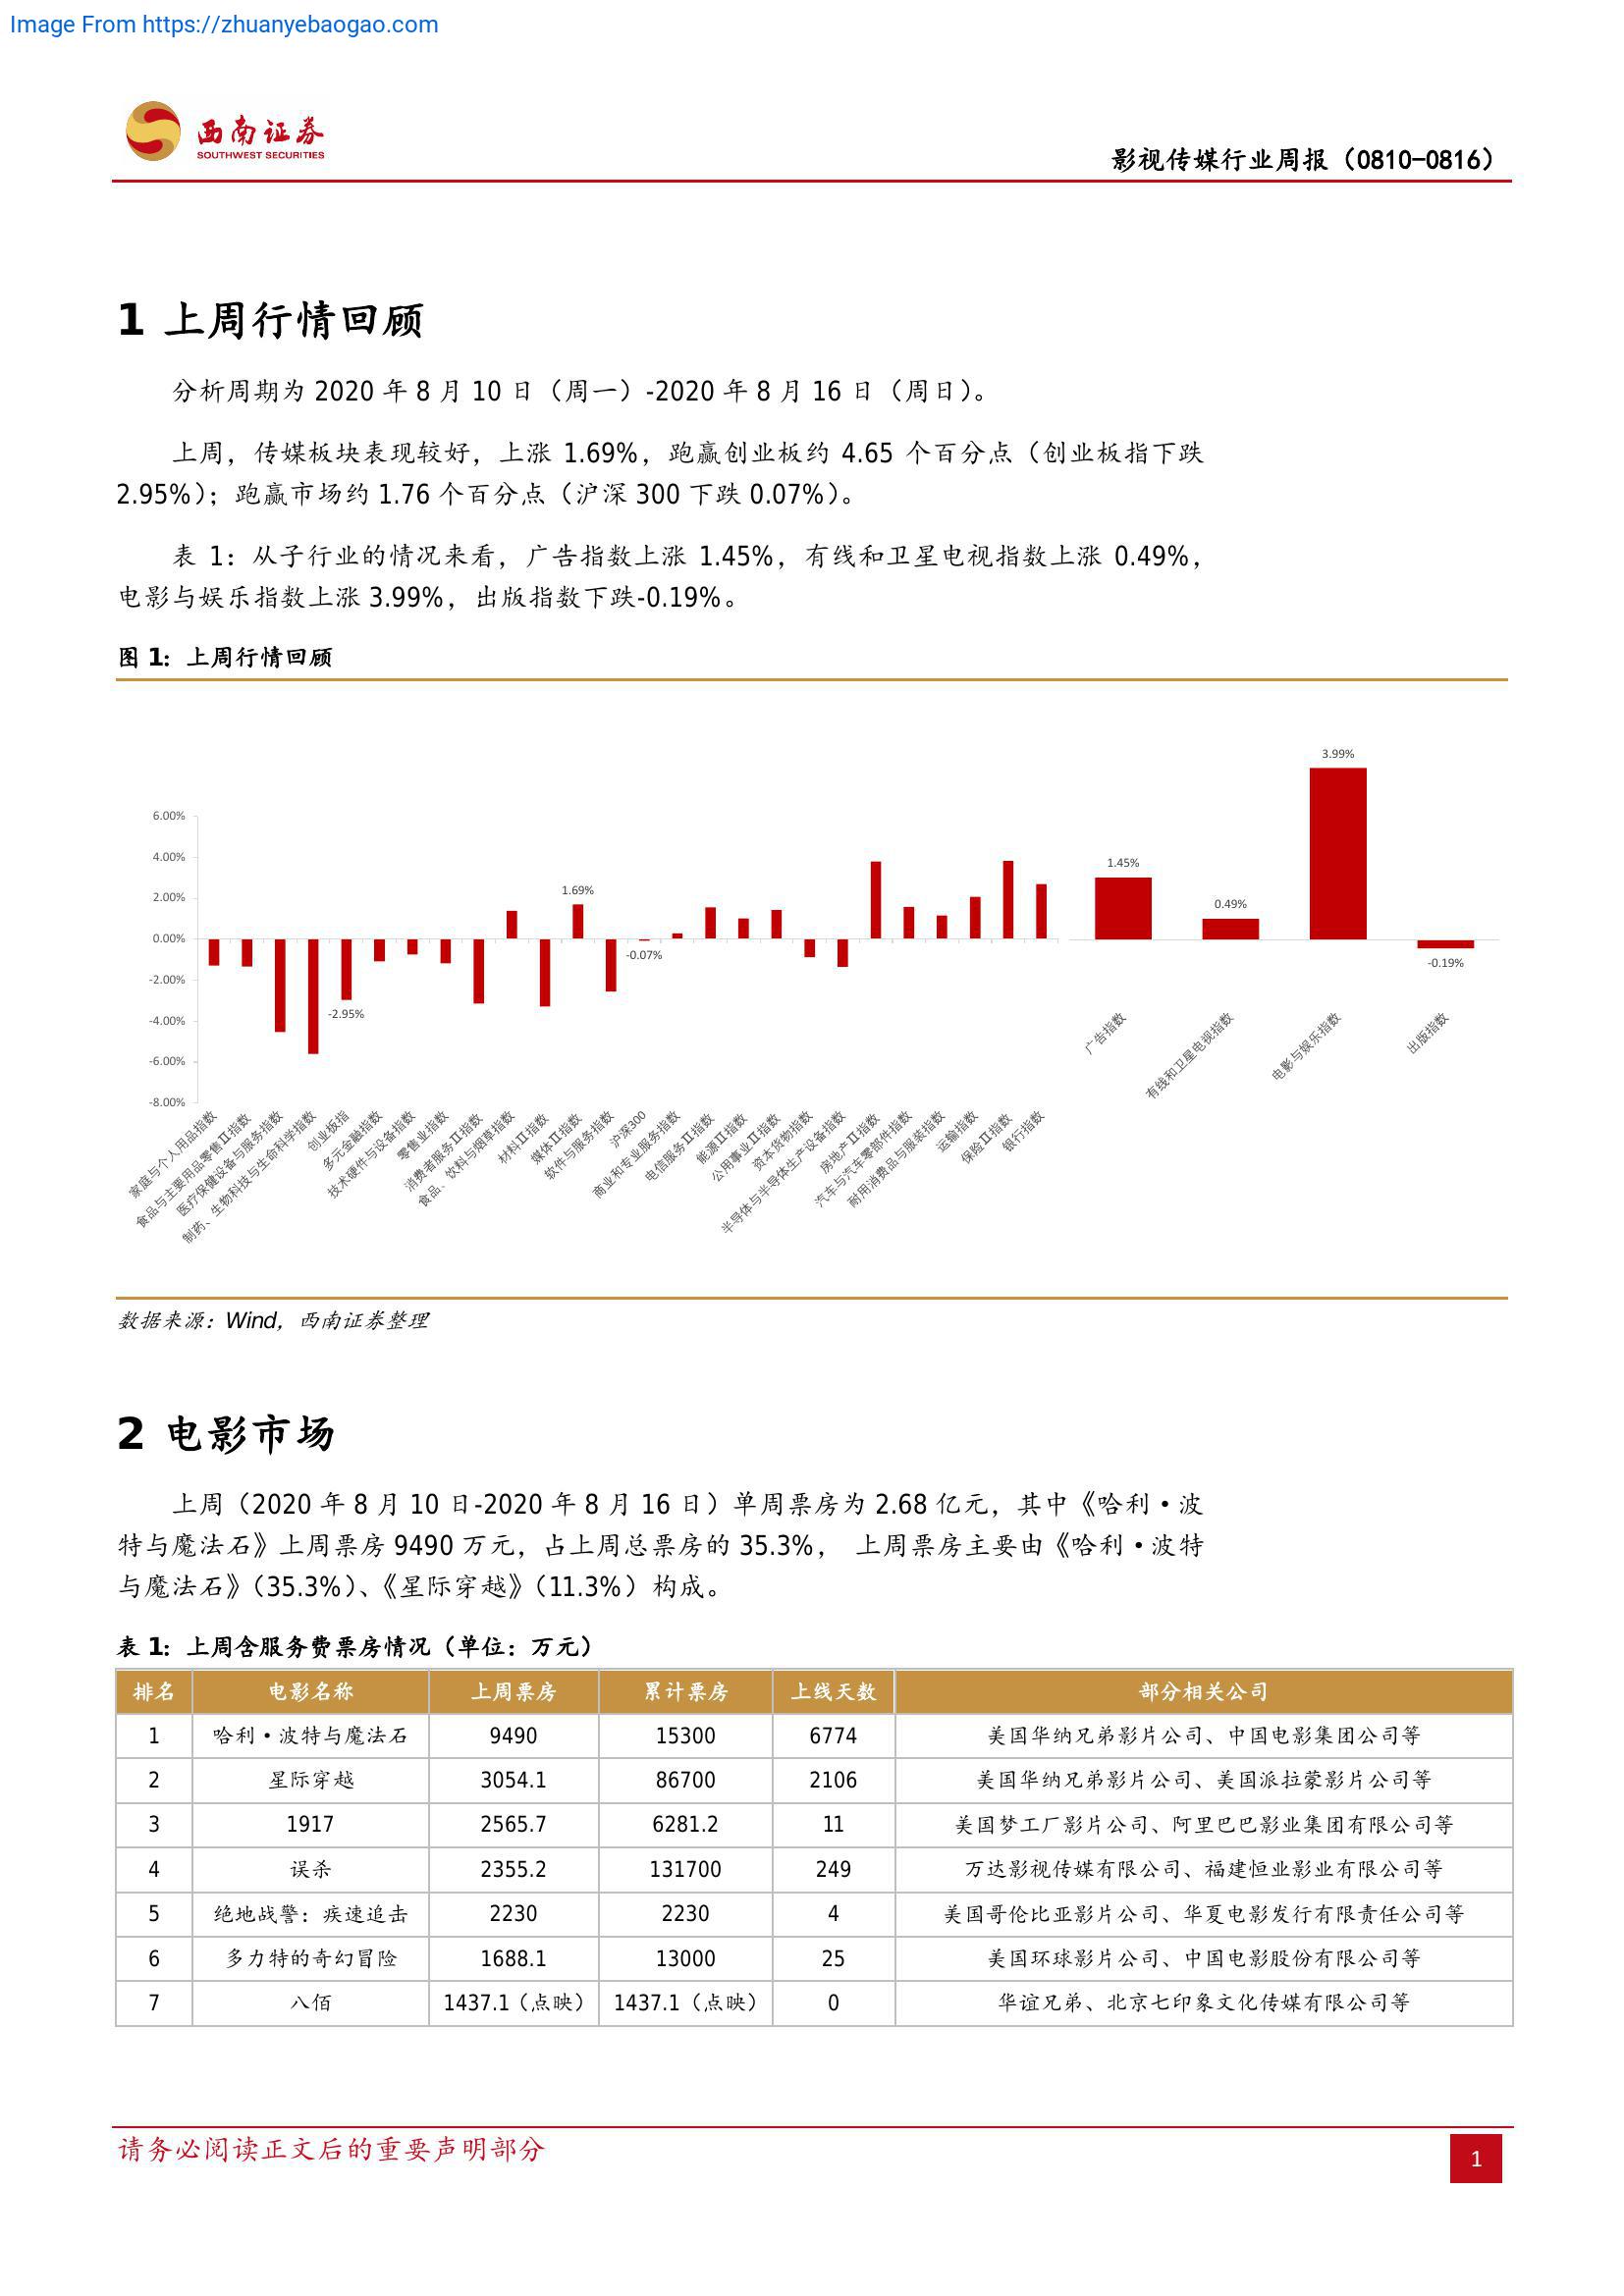 Image From https://zhuanyebaogao.com
西南证券
SOUTHWEST SECURITIES
影视传媒行业周报（0810-0816）
1 上周行情回顾
分析周期为 2020 年 8 月 10 日（周一）-2020 年 8 月 16 日（周日）。
上周，传媒板块表现较好，上涨 1.69%，跑赢创业板约 4.65 个百分点（创业板指下跌
2.95%）；跑赢市场约 1.76 个百分点（沪深 300 下跌 0.07%）。
表 1：从子行业的情况来看，广告指数上涨 1.45%，有线和卫星电视指数上涨 0.49%，
电影与娱乐指数上涨 3.99%，出版指数下跌-0.19%。
图 1：上周行情回顾
6.00%
4.00%
2.00%
0.00%
-2.00%
-4.00%
-6.00%
-8.00%
-2.95%
1.69%
-0.07%
家庭与个人用品指数
食品与主要用品零售Ⅱ指数
医疗保健设备与服务指数
制药、生物科技与生命科学指数
创业板指
多元金融指数
技术硬件与设备指数
零售业指数
消费者服务Ⅱ指数
食品、饮料与烟草指数
材料Ⅱ指数
媒体Ⅱ指数
软件与服务指数
沪深300
商业和专业服务指数
电信服务Ⅱ指数
能源Ⅱ指数
公用事业Ⅱ指数
资本货物指数
半导体与半导体生产设备指数
房地产Ⅱ指数
汽车与汽车零部件指数
耐用消费品与服装指数
运输指数
保险Ⅱ指数
银行指数
1.45%
0.49%
3.99%
-0.19%
广告指数
有线和卫星电视指数
电影与娱乐指数
出版指数
数据来源：Wind，西南证券整理
2 电影市场
上周（2020 年 8 月 10 日-2020 年 8 月 16 日）单周票房为 2.68 亿元，其中《哈利·波
特与魔法石》上周票房 9490 万元，占上周总票房的 35.3%， 上周票房主要由《哈利·波特
与魔法石》（35.3%）、《星际穿越》（11.3%）构成。
表 1：上周含服务费票房情况（单位：万元）
排名 电影名称 上周票房 累计票房 上线天数 部分相关公司
1 哈利·波特与魔法石 9490 15300 6774 美国华纳兄弟影片公司、中国电影集团公司等
2 星际穿越 3054.1 86700 2106 美国华纳兄弟影片公司、美国派拉蒙影片公司等
3 1917 2565.7 6281.2 11 美国梦工厂影片公司、阿里巴巴影业集团有限公司等
4 误杀 2355.2 131700 249 万达影视传媒有限公司、福建恒业影业有限公司等
5 绝地战警：疾速追击 2230 2230 4 美国哥伦比亚影片公司、华夏电影发行有限责任公司等
6 多力特的奇幻冒险 1688.1 13000 25 美国环球影片公司、中国电影股份有限公司等
7 八佰 1437.1（点映） 1437.1（点映） 0 华谊兄弟、北京七印象文化传媒有限公司等
请务必阅读正文后的重要声明部分
1